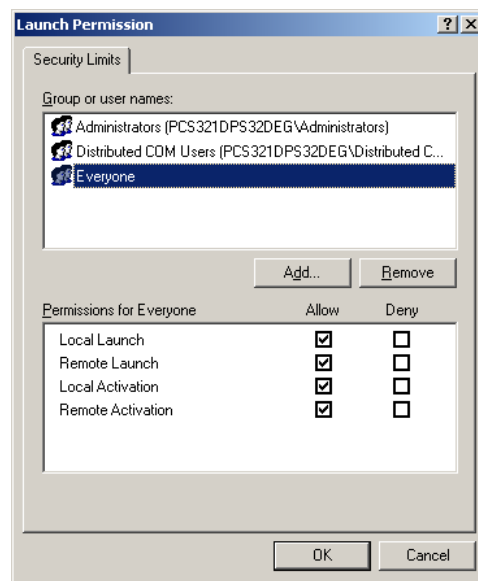 Launch Permission
Security Limits
Group or user names:
Administrators (PCS321DPS32DEG\Administrators)
Distributed COM Users (PCS321DPS32DEG\Distributed C...
Everyone
Add... Remove
Permissions for Everyone Allow Deny
Local Launch
Remote Launch
Local Activation
Remote Activation
OK Cancel